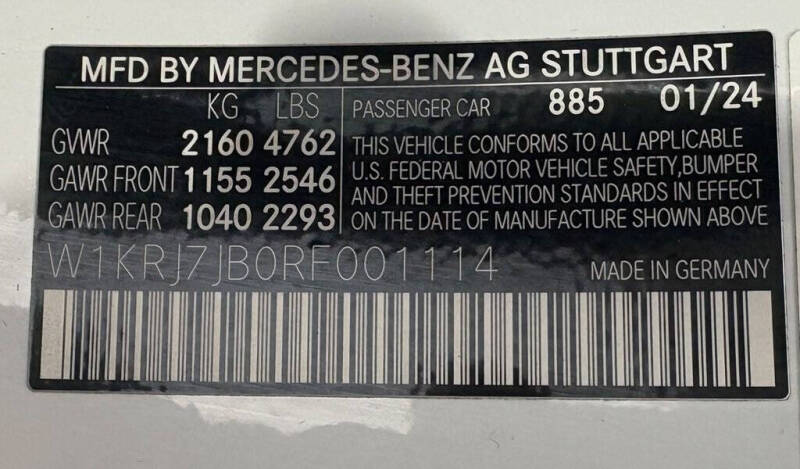 MFD BY MERCEDES-BENZ AG STUTTGART
KG LBS
GVWR 2160 4762
GAWR FRONT 1155 2546
GAWR REAR 1040 2293
PASSENGER CAR 885 01/24
THIS VEHICLE CONFORMS TO ALL APPLICABLE
U.S. FEDERAL MOTOR VEHICLE SAFETY, BUMPER
AND THEFT PREVENTION STANDARDS IN EFFECT
ON THE DATE OF MANUFACTURE SHOWN ABOVE
W1KRJ7JB0RF001114
MADE IN GERMANY